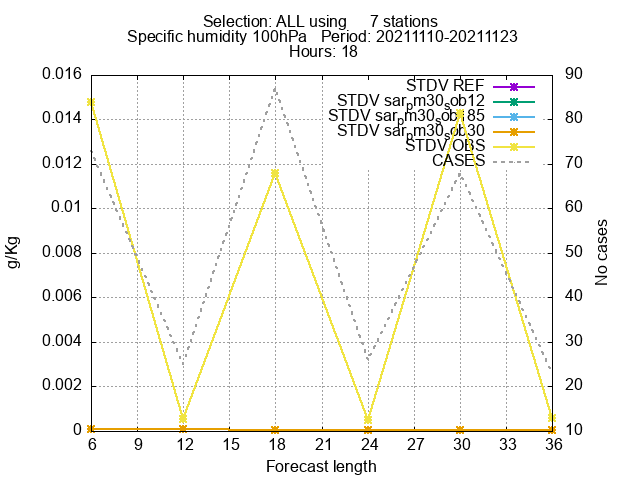 Selection: ALL using 7 stations
Specific humidity 100hPa Period: 20211110-20211123
Hours: 18
0.016
0.014
0.012
0.01
0.008
0.006
0.004
0.002
0
g/Kg
90
80
70
60
50
40
30
20
10
No cases
STDV REF
STDV sarpm30sob12
STDV sarpm30sob185
STDV sarpm30sob30
STDV OBS
CASES
6 9 12 15 18 21 24 27 30 33 36
Forecast length